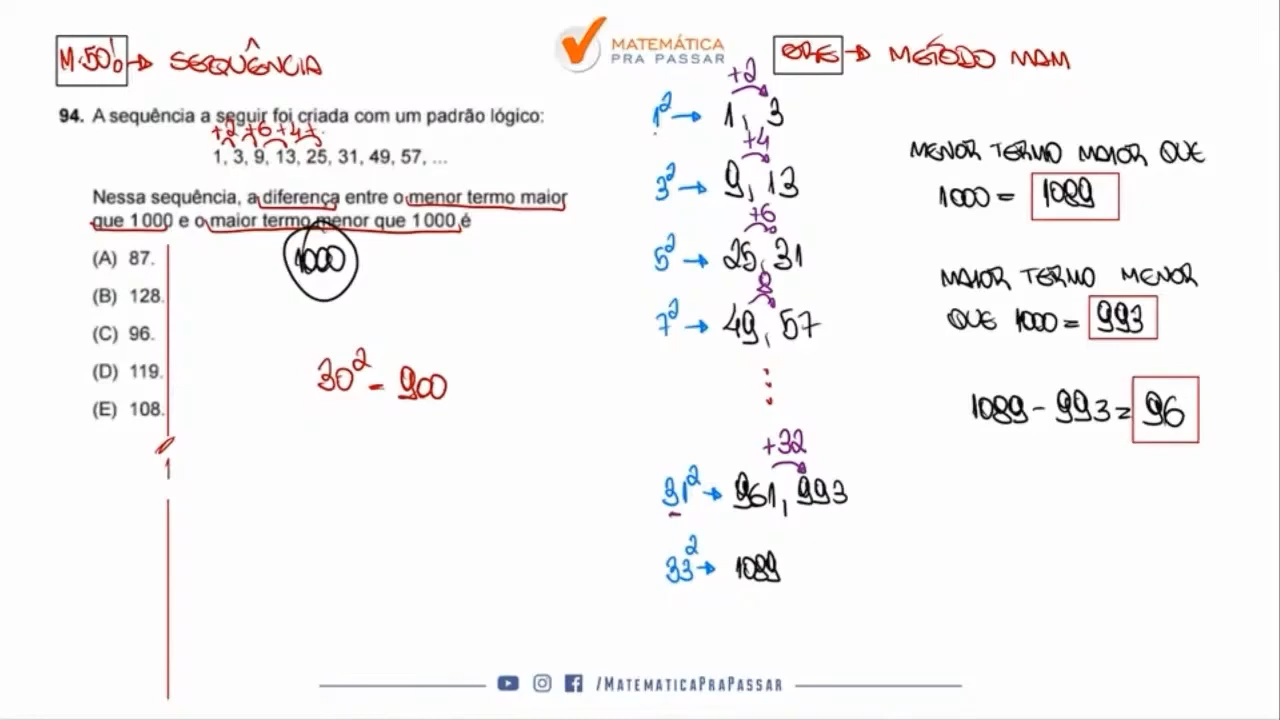 M.50% → SEQUÊNCIA
MATEMÁTICA
PRA PASSAR
→ MÉTODO MAM
94. A sequência a seguir foi criada com um padrão lógico:
+2 +6 +4 +
1, 3, 9, 13, 25, 31, 49, 57, ...
Nessa sequência, a diferença entre o menor termo maior
que 1 000 e o maior termo menor que 1 000 é
1000
(A) 87.
(B) 128.
(C) 96.
(D) 119.
(E) 108.
30² = 900
+2
1² → 1, 3
+4
3² → 9, 13
+6
5² → 25, 31
8
7² → 49, 57
+32
31² → 961, 993
33² → 1089
MENOR TERMO MAIOR QUE
1000 = 1089
MAIOR TERMO MENOR
QUE 1000 = 993
1089 - 993 = 96
/MATEMATICAPRAPASSAR